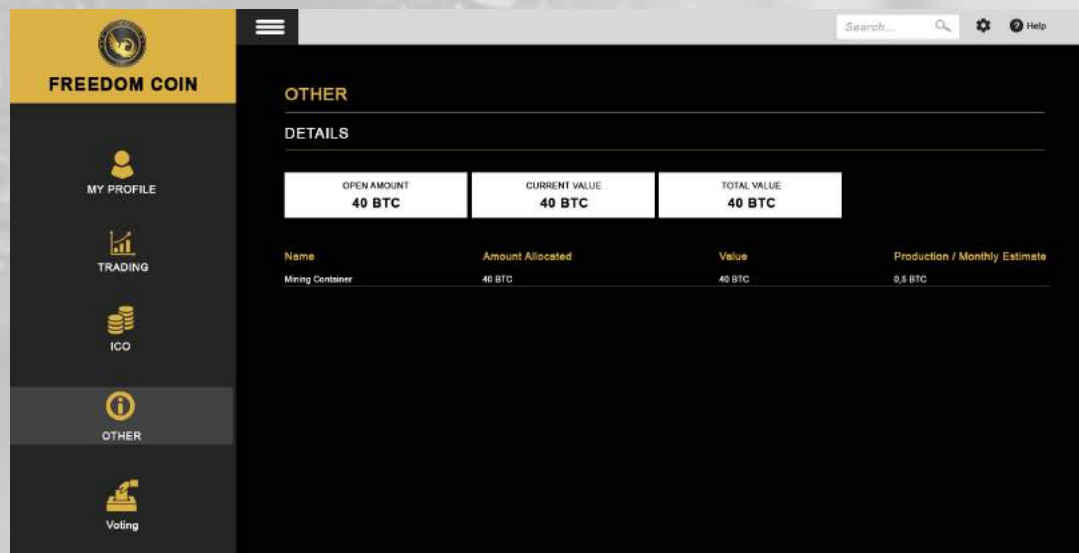 Search...
Help
FREEDOM COIN
OTHER
DETAILS
MY PROFILE
OPEN AMOUNT
40 BTC
CURRENT VALUE
40 BTC
TOTAL VALUE
40 BTC
TRADING
Name Amount Allocated Value Production / Monthly Estimate
Mining Container 40 BTC 40 BTC 0,5 BTC
ICO
OTHER
Voting